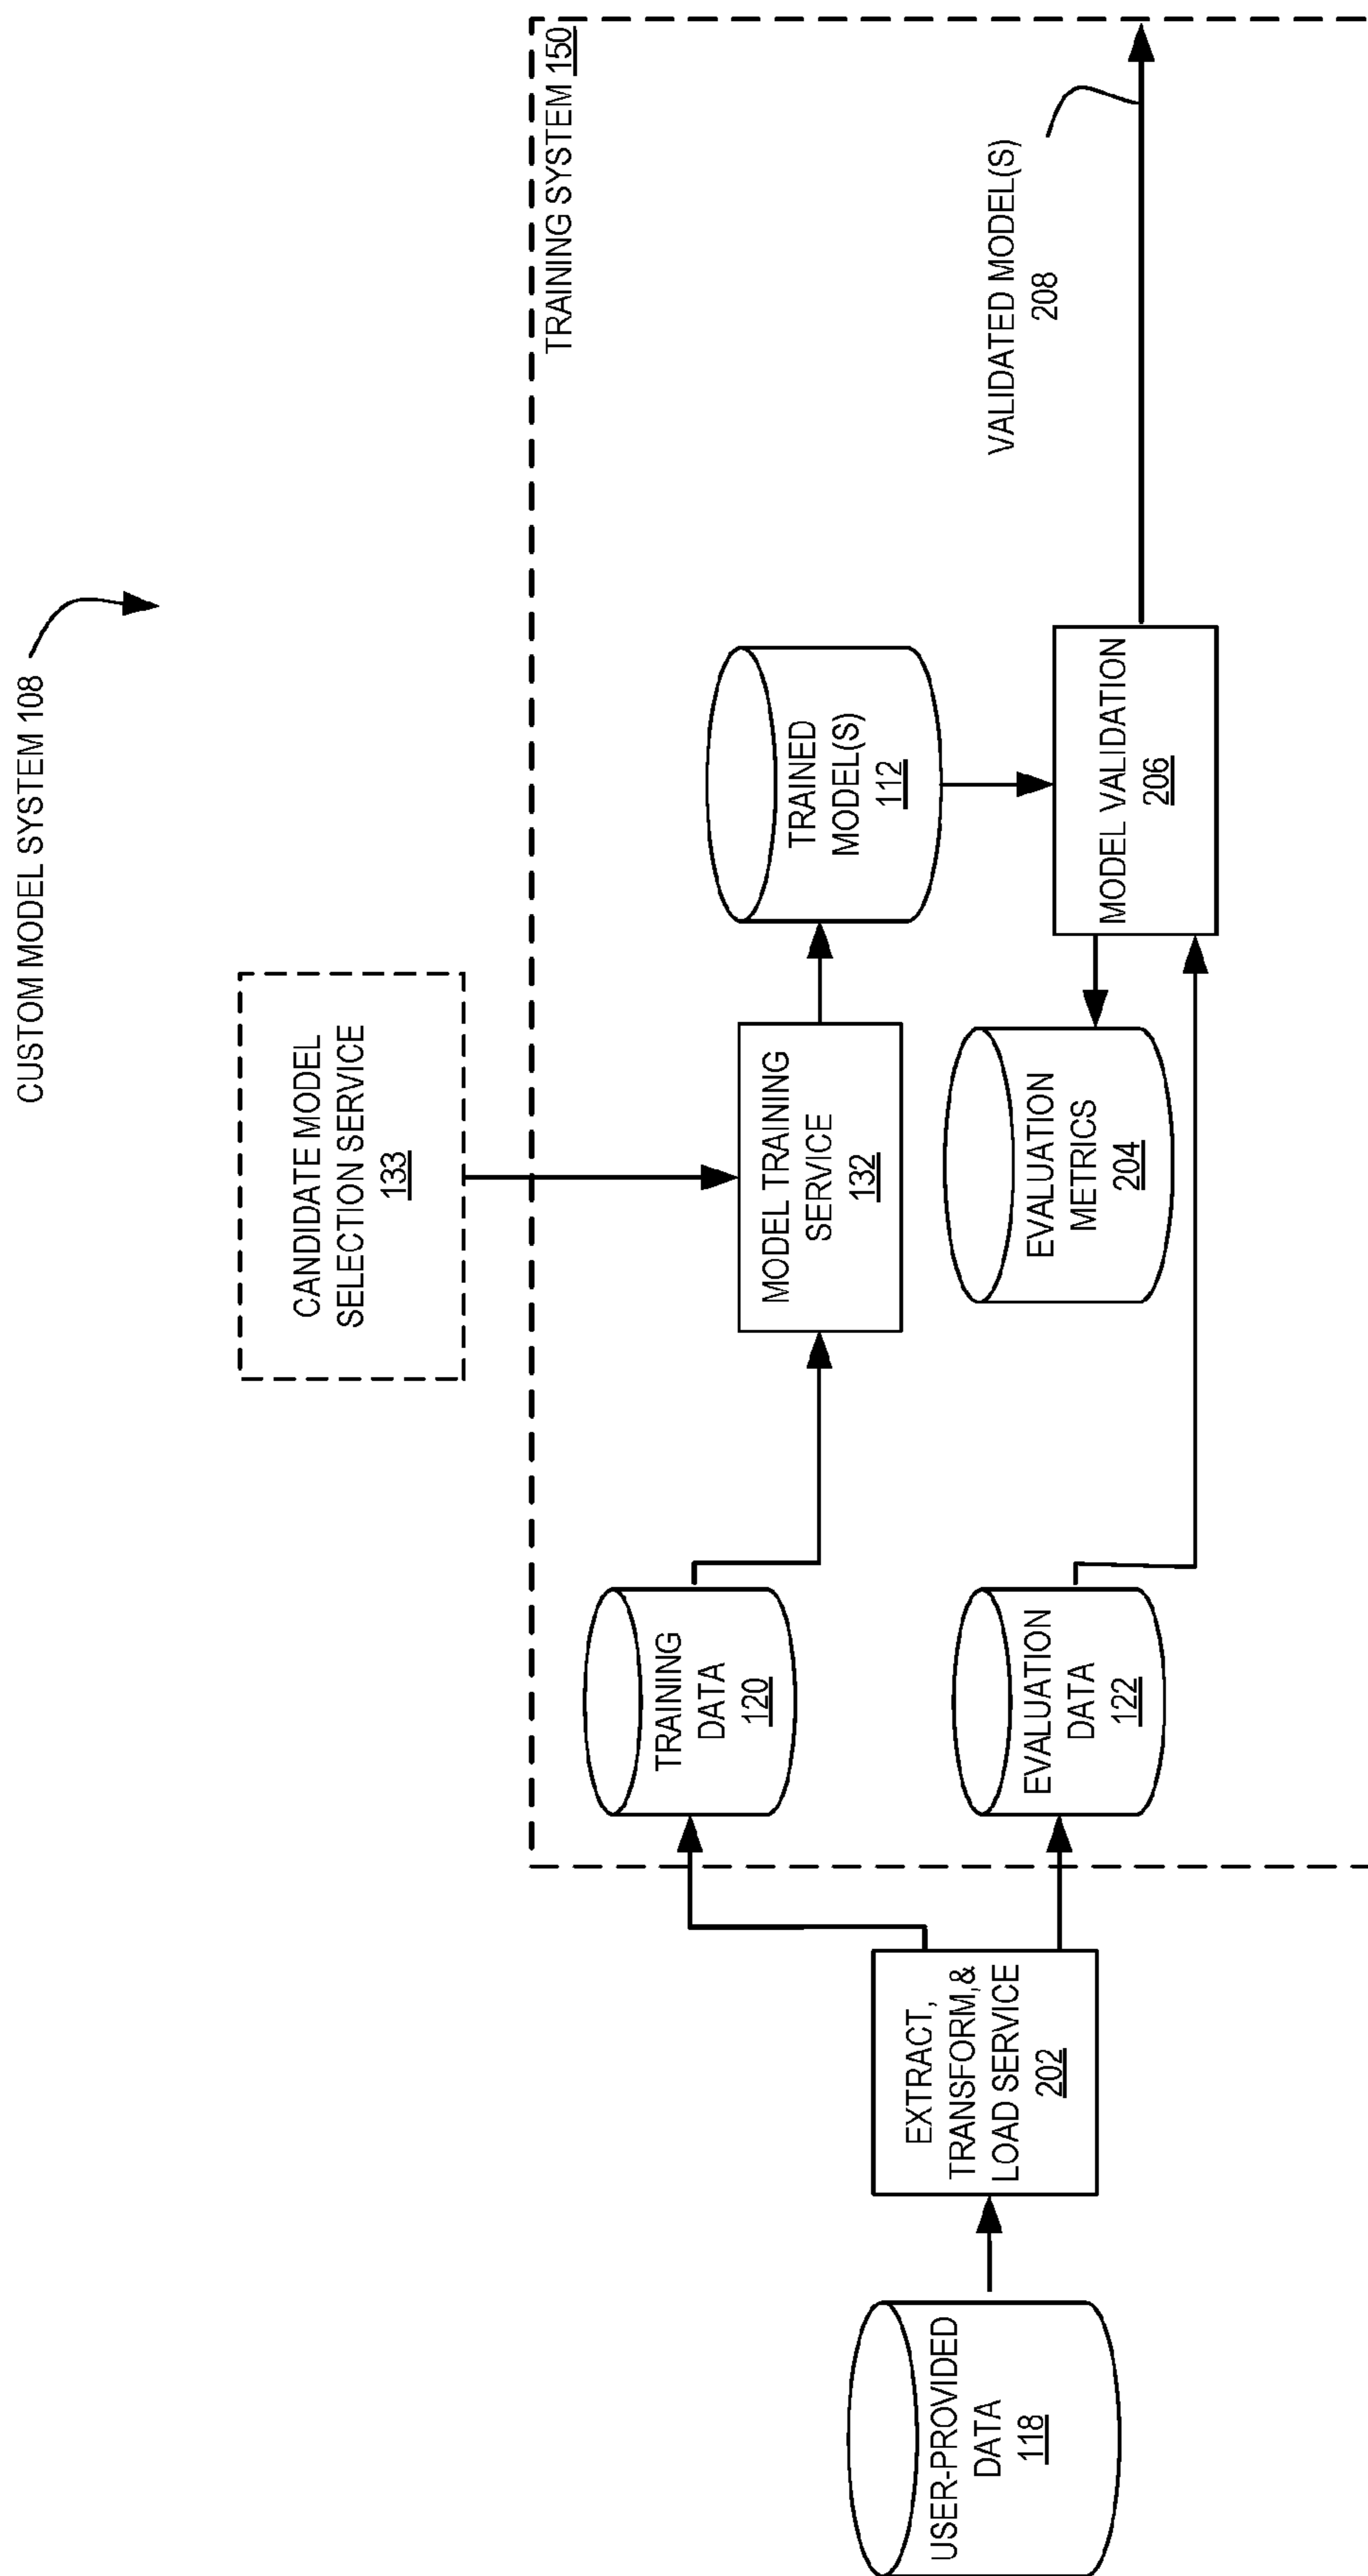 CUSTOM MODEL SYSTEM 108
CANDIDATE MODEL
SELECTION SERVICE
133
TRAINING SYSTEM 150
USER-PROVIDED
DATA
118
EXTRACT,
TRANSFORM,&
LOAD SERVICE
202
TRAINING
DATA
120
EVALUATION
DATA
122
MODEL TRAINING
SERVICE
132
EVALUATION
METRICS
204
TRAINED
MODEL(S)
112
MODEL VALIDATION
206
VALIDATED MODEL(S)
208